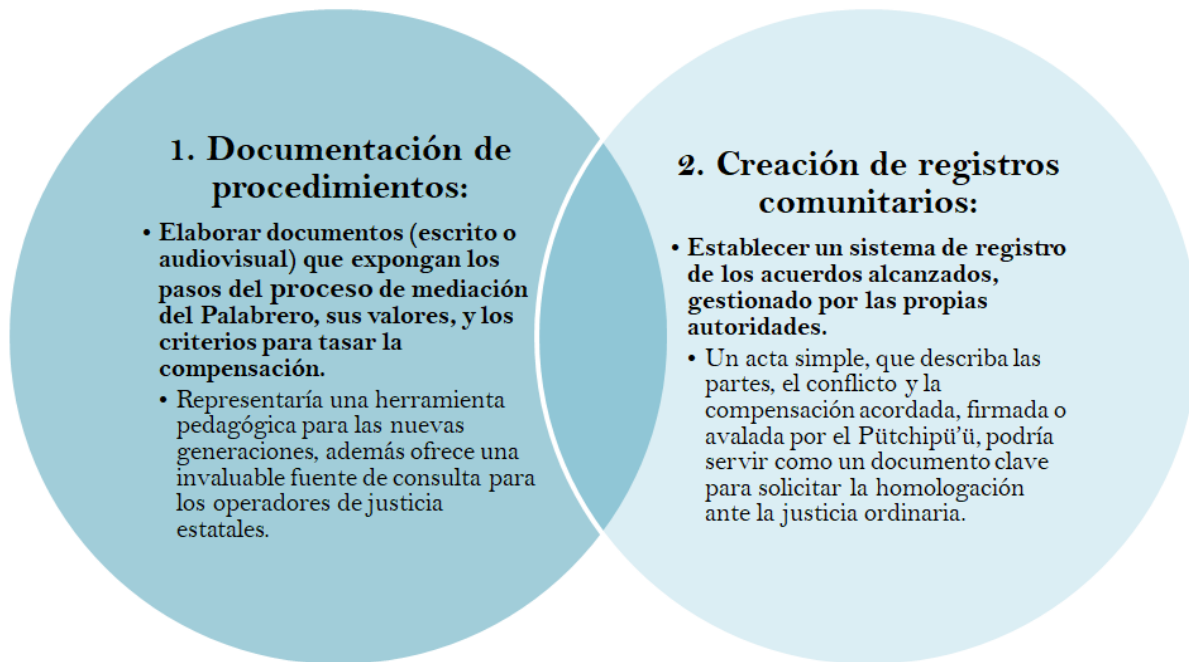 1. Documentación de
procedimientos:
• Elaborar documentos (escrito o
audiovisual) que expongan los
pasos del proceso de mediación
del Palabrero, sus valores, y los
criterios para tasar la
compensación.
• Representaría una herramienta
pedagógica para las nuevas
generaciones, además ofrece una
invaluable fuente de consulta para
los operadores de justicia
estatales.
2. Creación de registros
comunitarios:
• Establecer un sistema de registro
de los acuerdos alcanzados,
gestionado por las propias
autoridades.
• Un acta simple, que describa las
partes, el conflicto y la
compensación acordada, firmada o
avalada por el Pütchipü’ü, podría
servir como un documento clave
para solicitar la homologación
ante la justicia ordinaria.